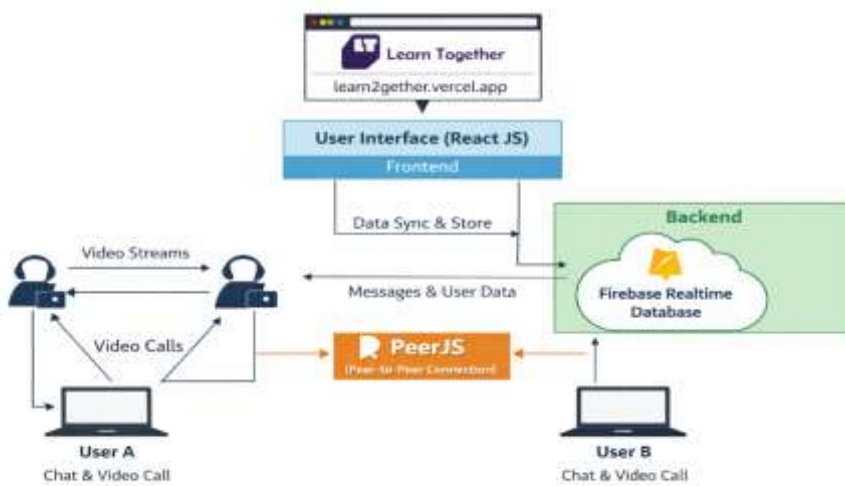 LT
Learn Together
learn2gether.vercel.app
User Interface (React JS)
Frontend
Data Sync & Store
Backend
Video Streams
Messages & User Data
Firebase Realtime
Database
Video Calls
PeerJS
(Peer-to-Peer Connection)
User A
Chat & Video Call
User B
Chat & Video Call